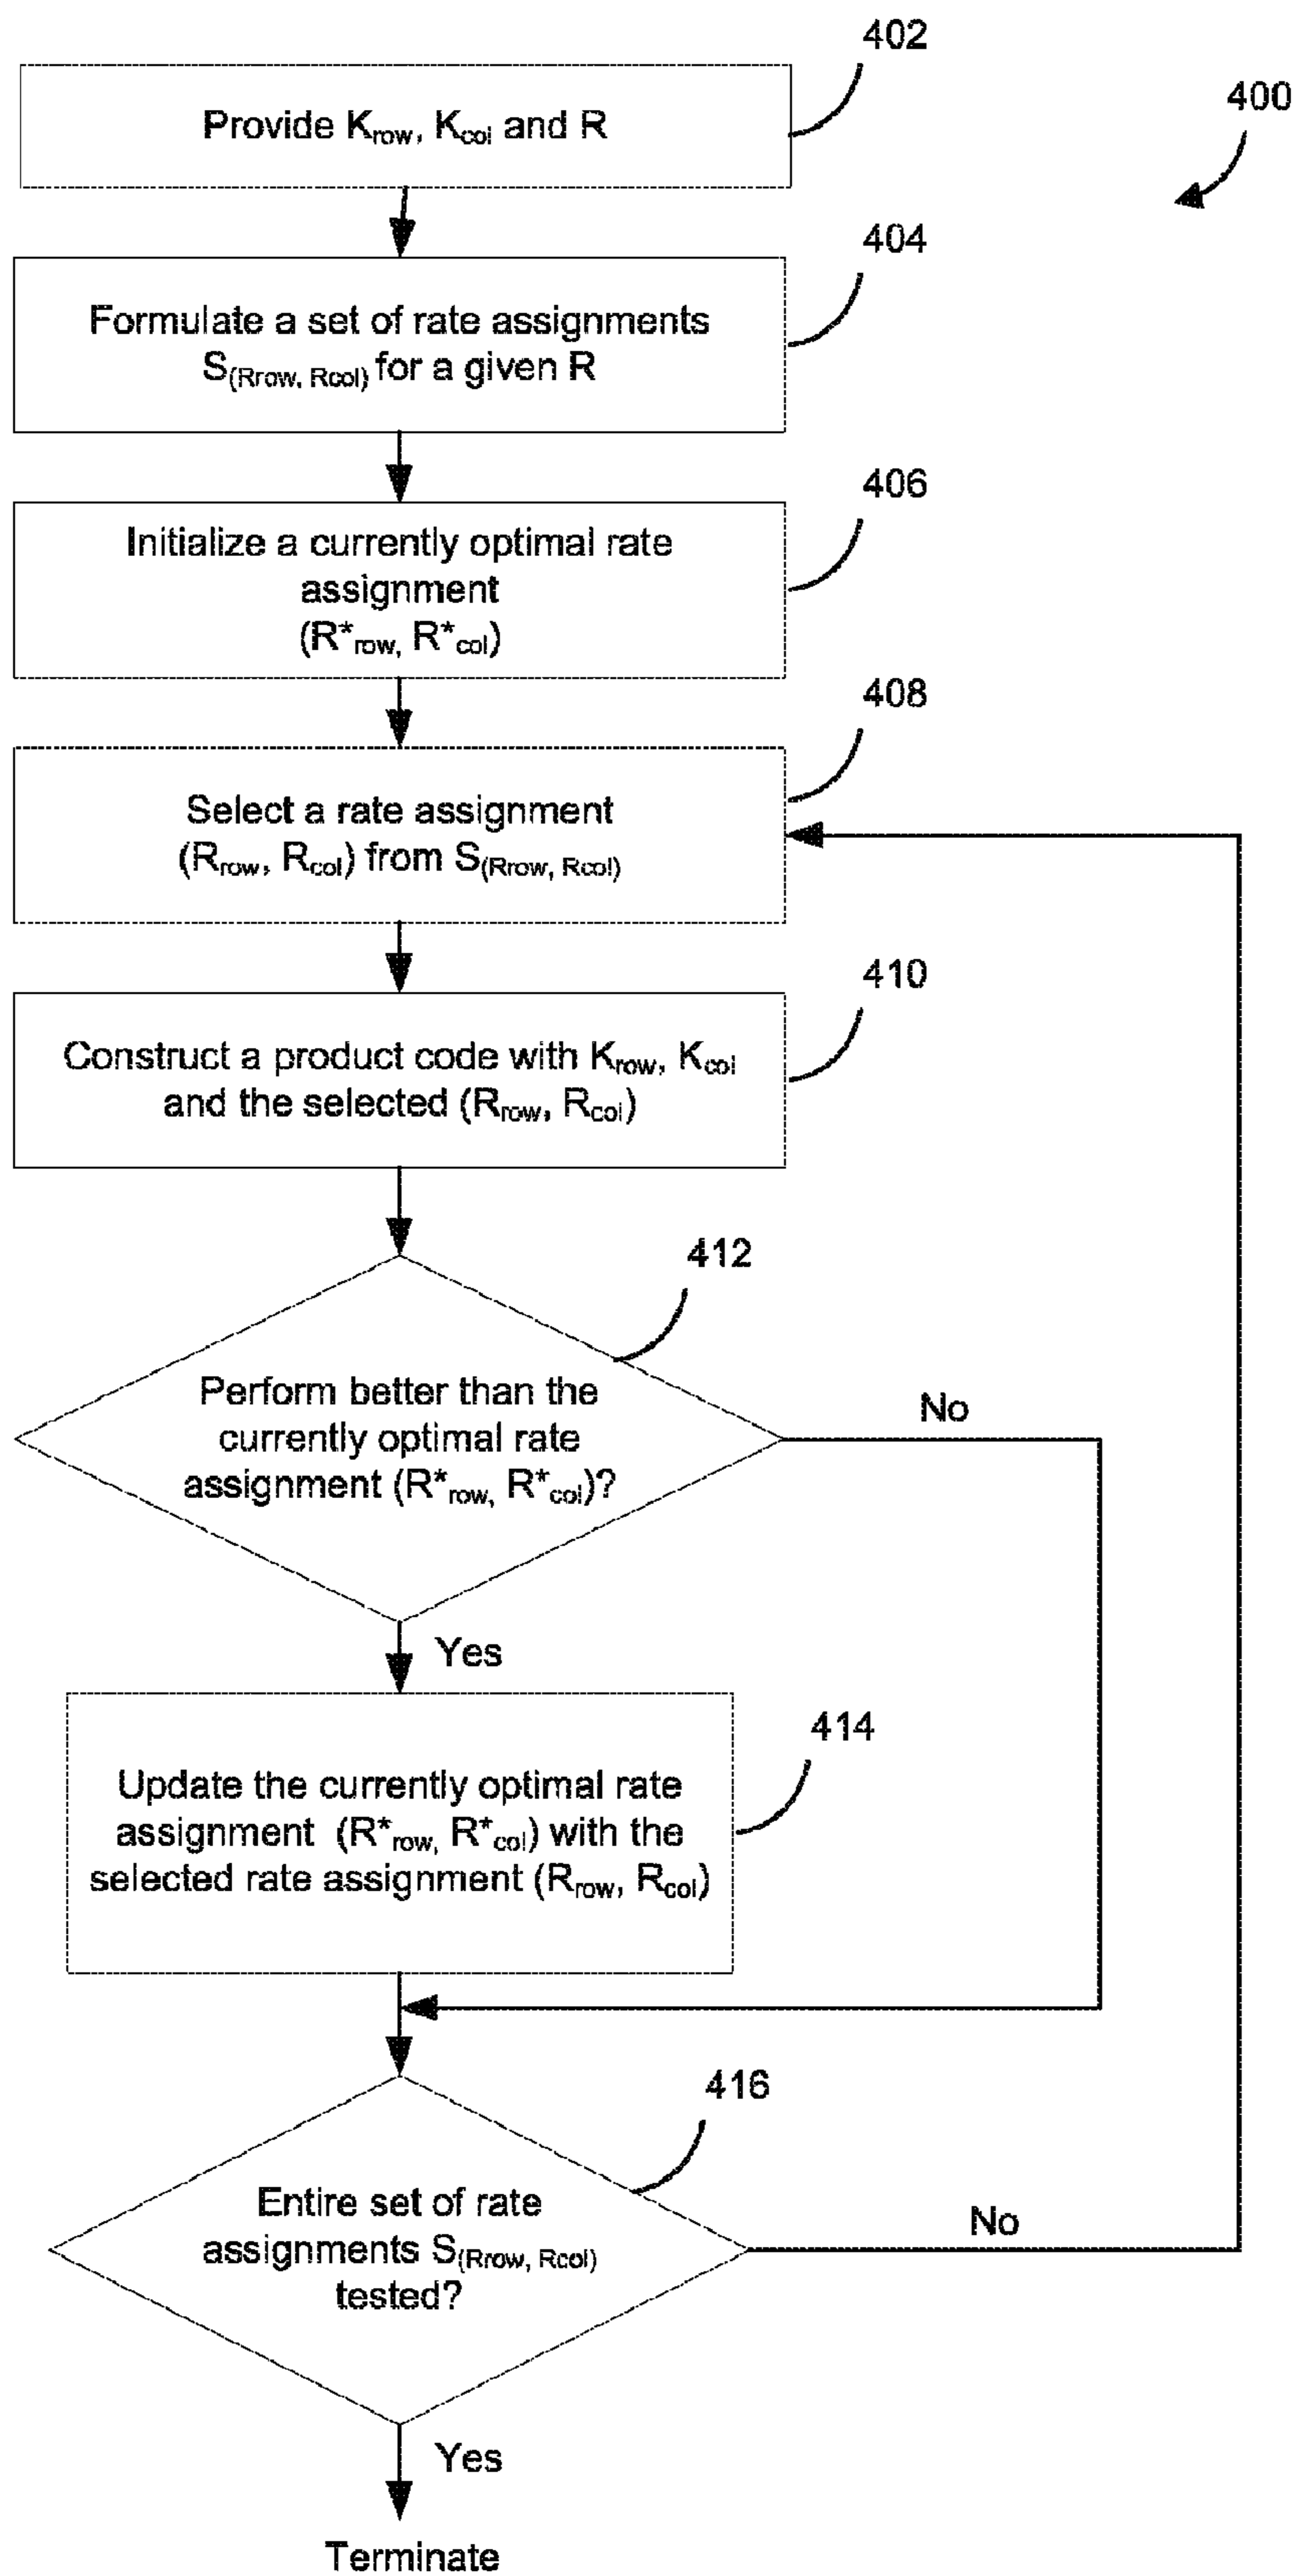 402
400
Provide Krow, Kcol and R
404
Formulate a set of rate assignments
S(Rrow, Rcol) for a given R
406
Initialize a currently optimal rate
assignment
(R*row, R*col)
408
Select a rate assignment
(Rrow, Rcol) from S(Rrow, Rcol)
410
Construct a product code with Krow, Kcol
and the selected (Rrow, Rcol)
412
Perform better than the
currently optimal rate
assignment (R*row, R*col)?
No
Yes
414
Update the currently optimal rate
assignment (R*row, R*col) with the
selected rate assignment (Rrow, Rcol)
416
Entire set of rate
assignments S(Rrow, Rcol)
tested?
No
Yes
Terminate